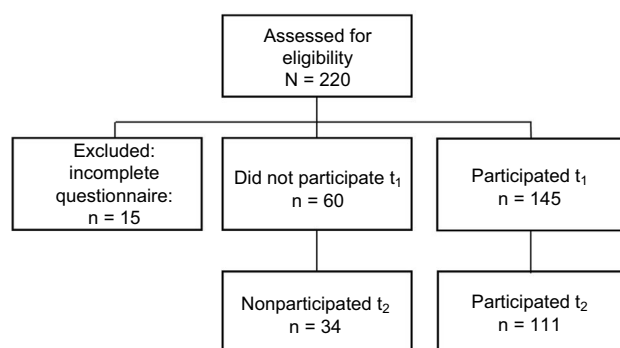 Assessed for
eligibility
N = 220
Excluded:
incomplete
questionnaire:
n = 15
Did not participate t₁
n = 60
Participated t₁
n = 145
Nonparticipated t₂
n = 34
Participated t₂
n = 111